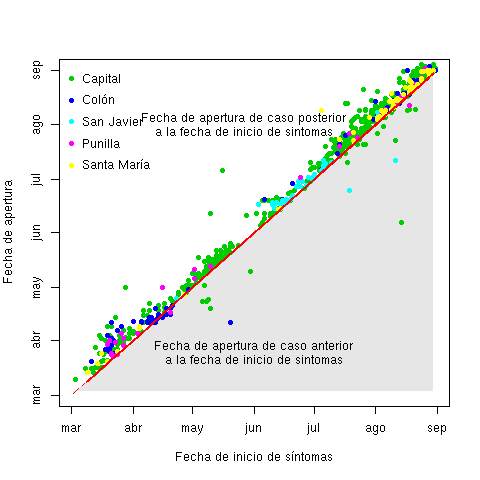 sep
ago
jul
jun
may
abr
mar
Fecha de apertura
Capital
Colón
San Javier
Punilla
Santa María
Fecha de apertura de caso posterior
a la fecha de inicio de sintomas
Fecha de apertura de caso anterior
a la fecha de inicio de sintomas
mar abr may jun jul ago sep
Fecha de inicio de síntomas